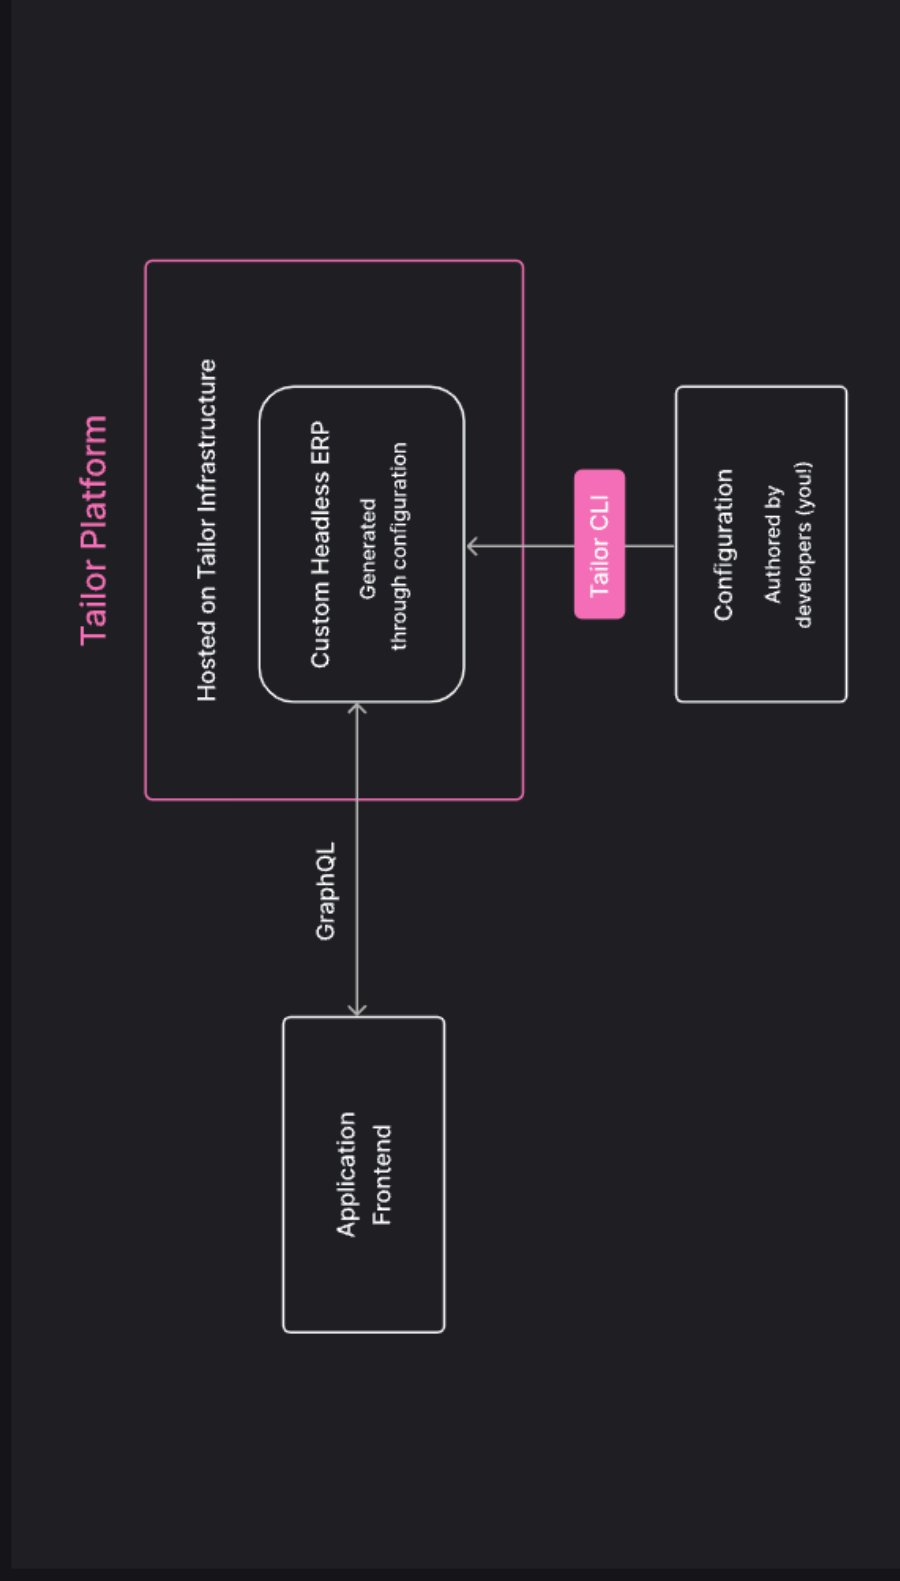 Tailor Platform
Hosted on Tailor Infrastructure
Application
Frontend
GraphQL
Custom Headless ERP
Generated
through configuration
Tailor CLI
Configuration
Authored by
developers (you!)